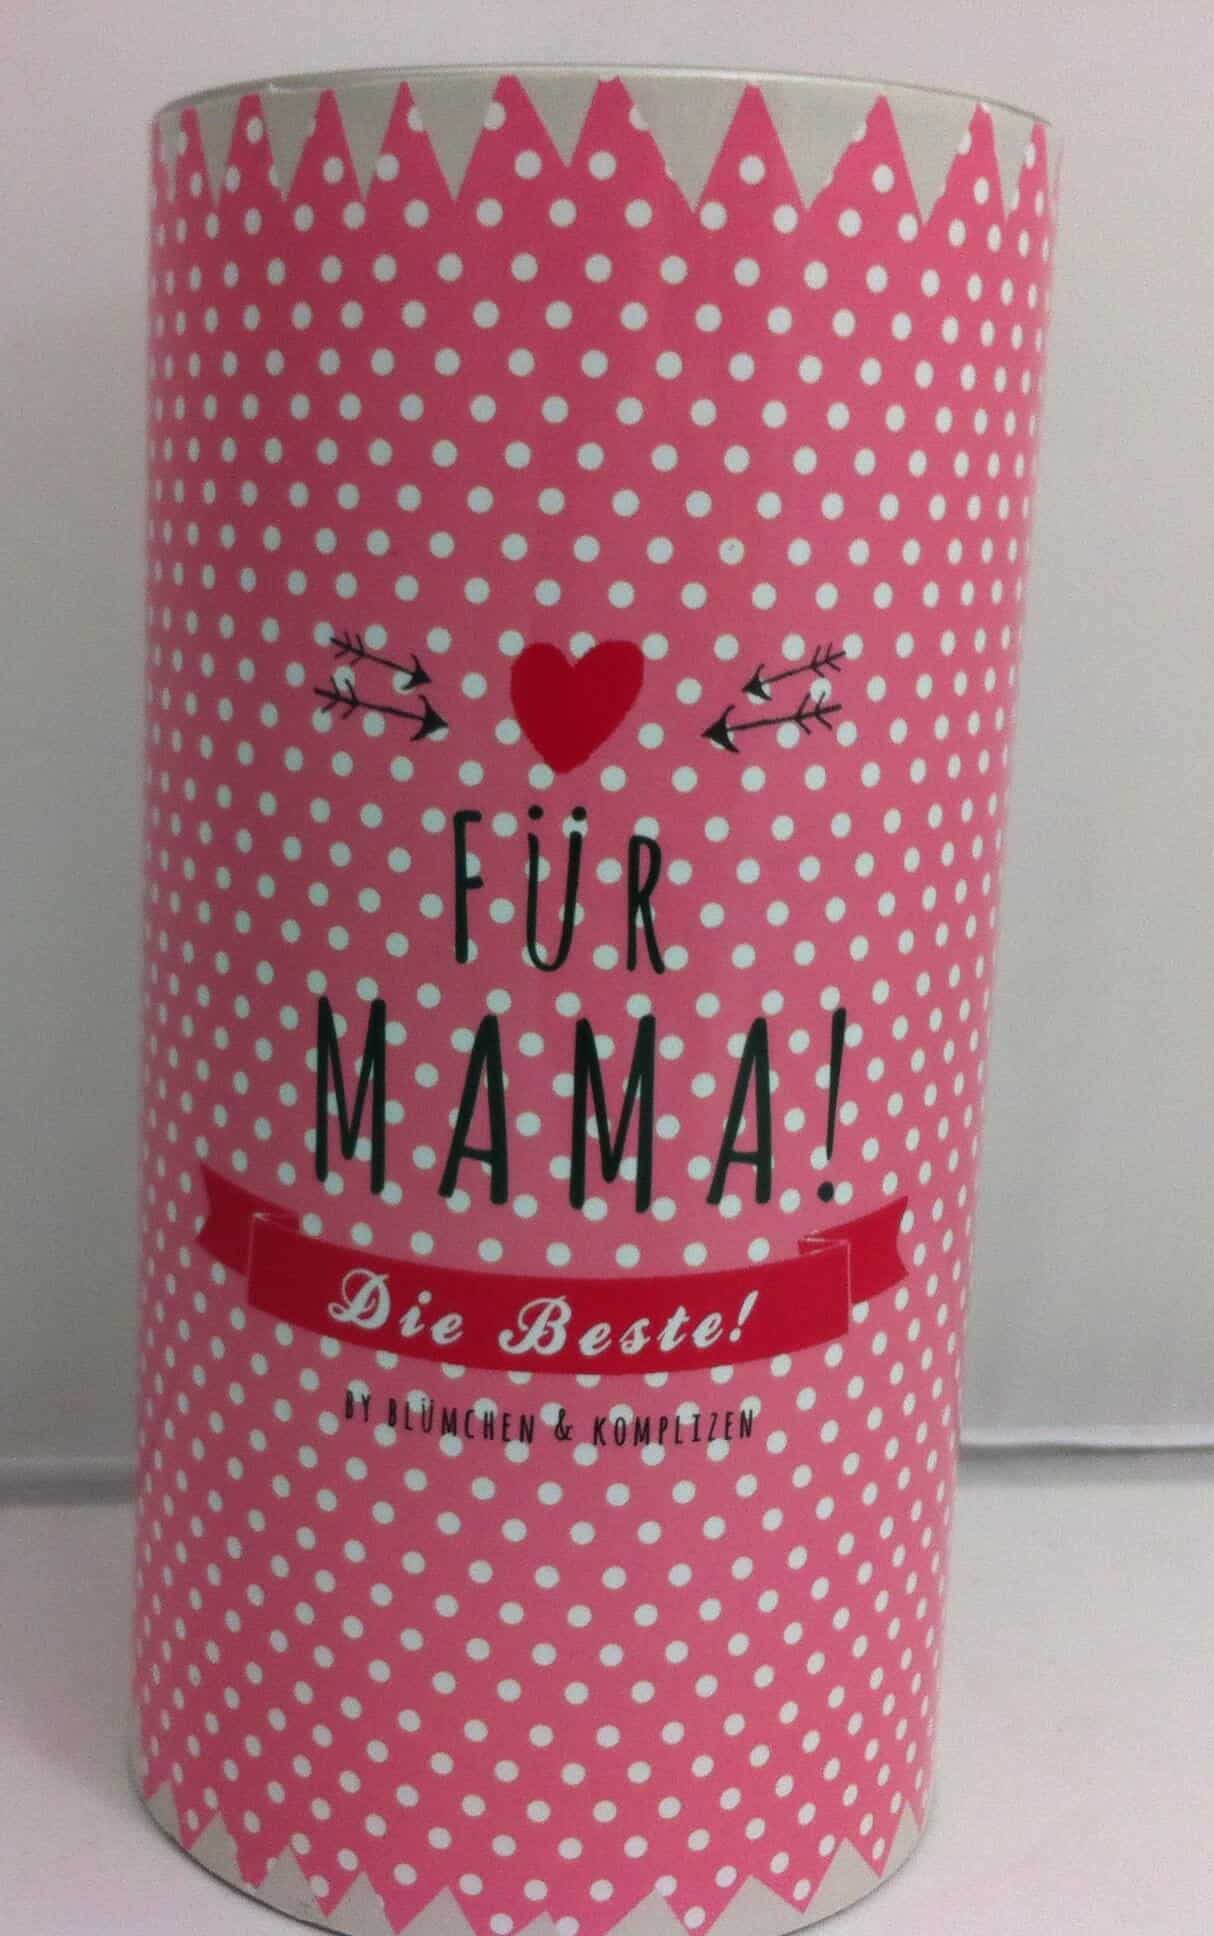 FÜR
MAMA!
Die Beste!
BY BLÜMCHEN & KOMPLIZEN